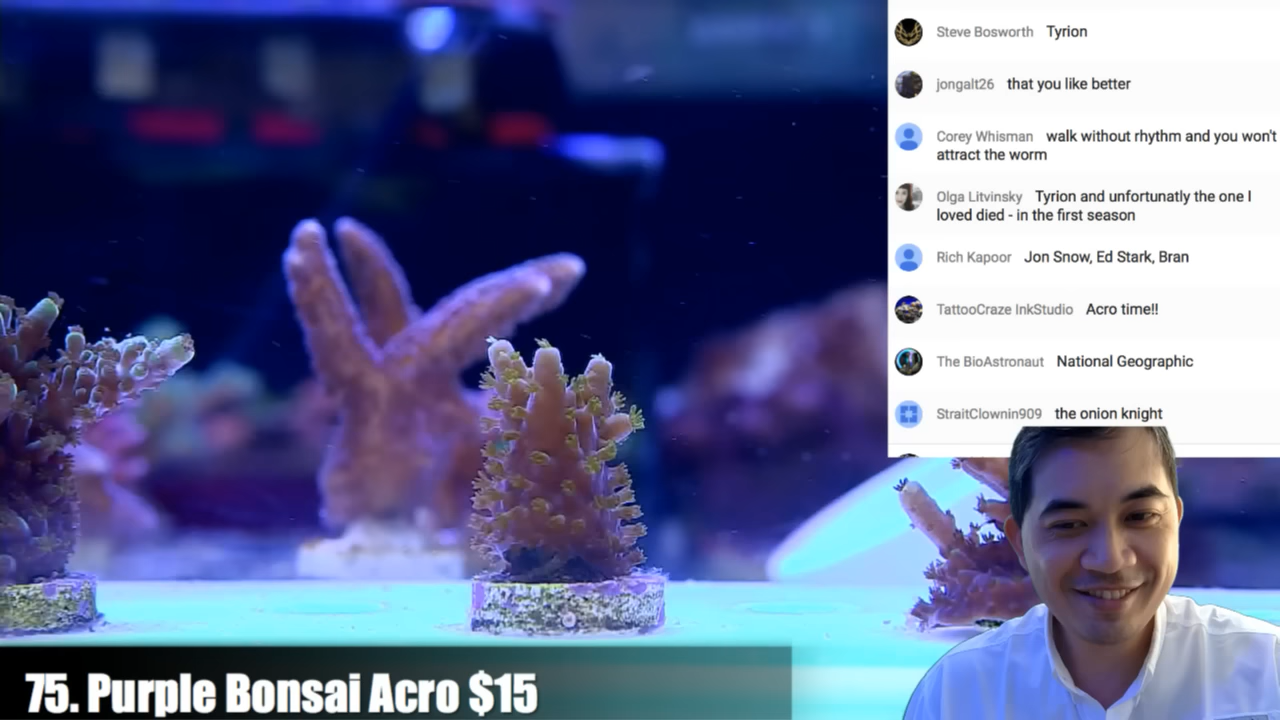 Steve Bosworth Tyrion
jongalt26 that you like better
Corey Whisman walk without rhythm and you won't
attract the worm
Olga Litvinsky Tyrion and unfortunatly the one I
loved died - in the first season
Rich Kapoor Jon Snow, Ed Stark, Bran
TattooCraze InkStudio Acro time!!
The BioAstronaut National Geographic
StraitClownin909 the onion knight
75. Purple Bonsai Acro $15